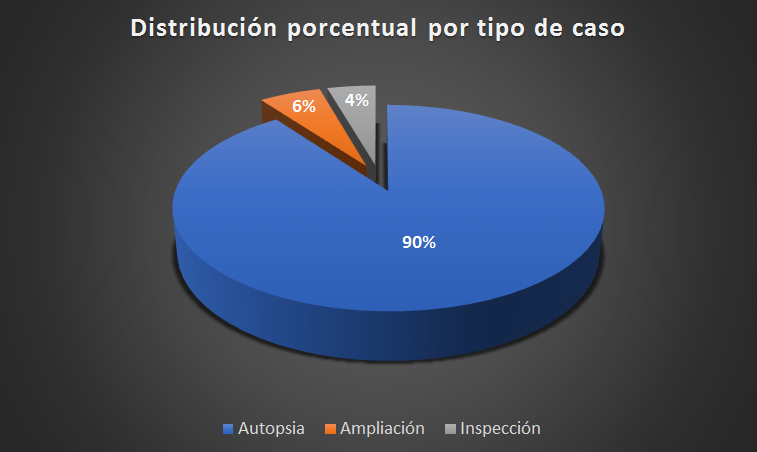 Distribución porcentual por tipo de caso
6%
4%
90%
Autopsia
Ampliación
Inspección